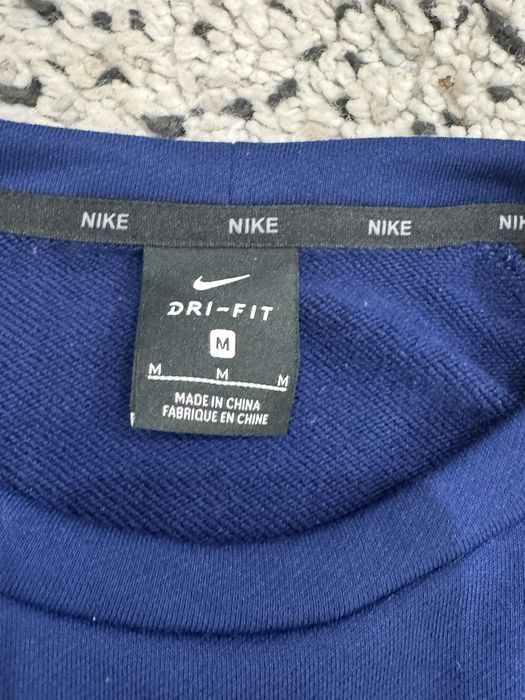 NIKE NIKE NIKE NIK
DRI-FIT
M
M M M
MADE IN CHINA
FABRIQUE EN CHINE